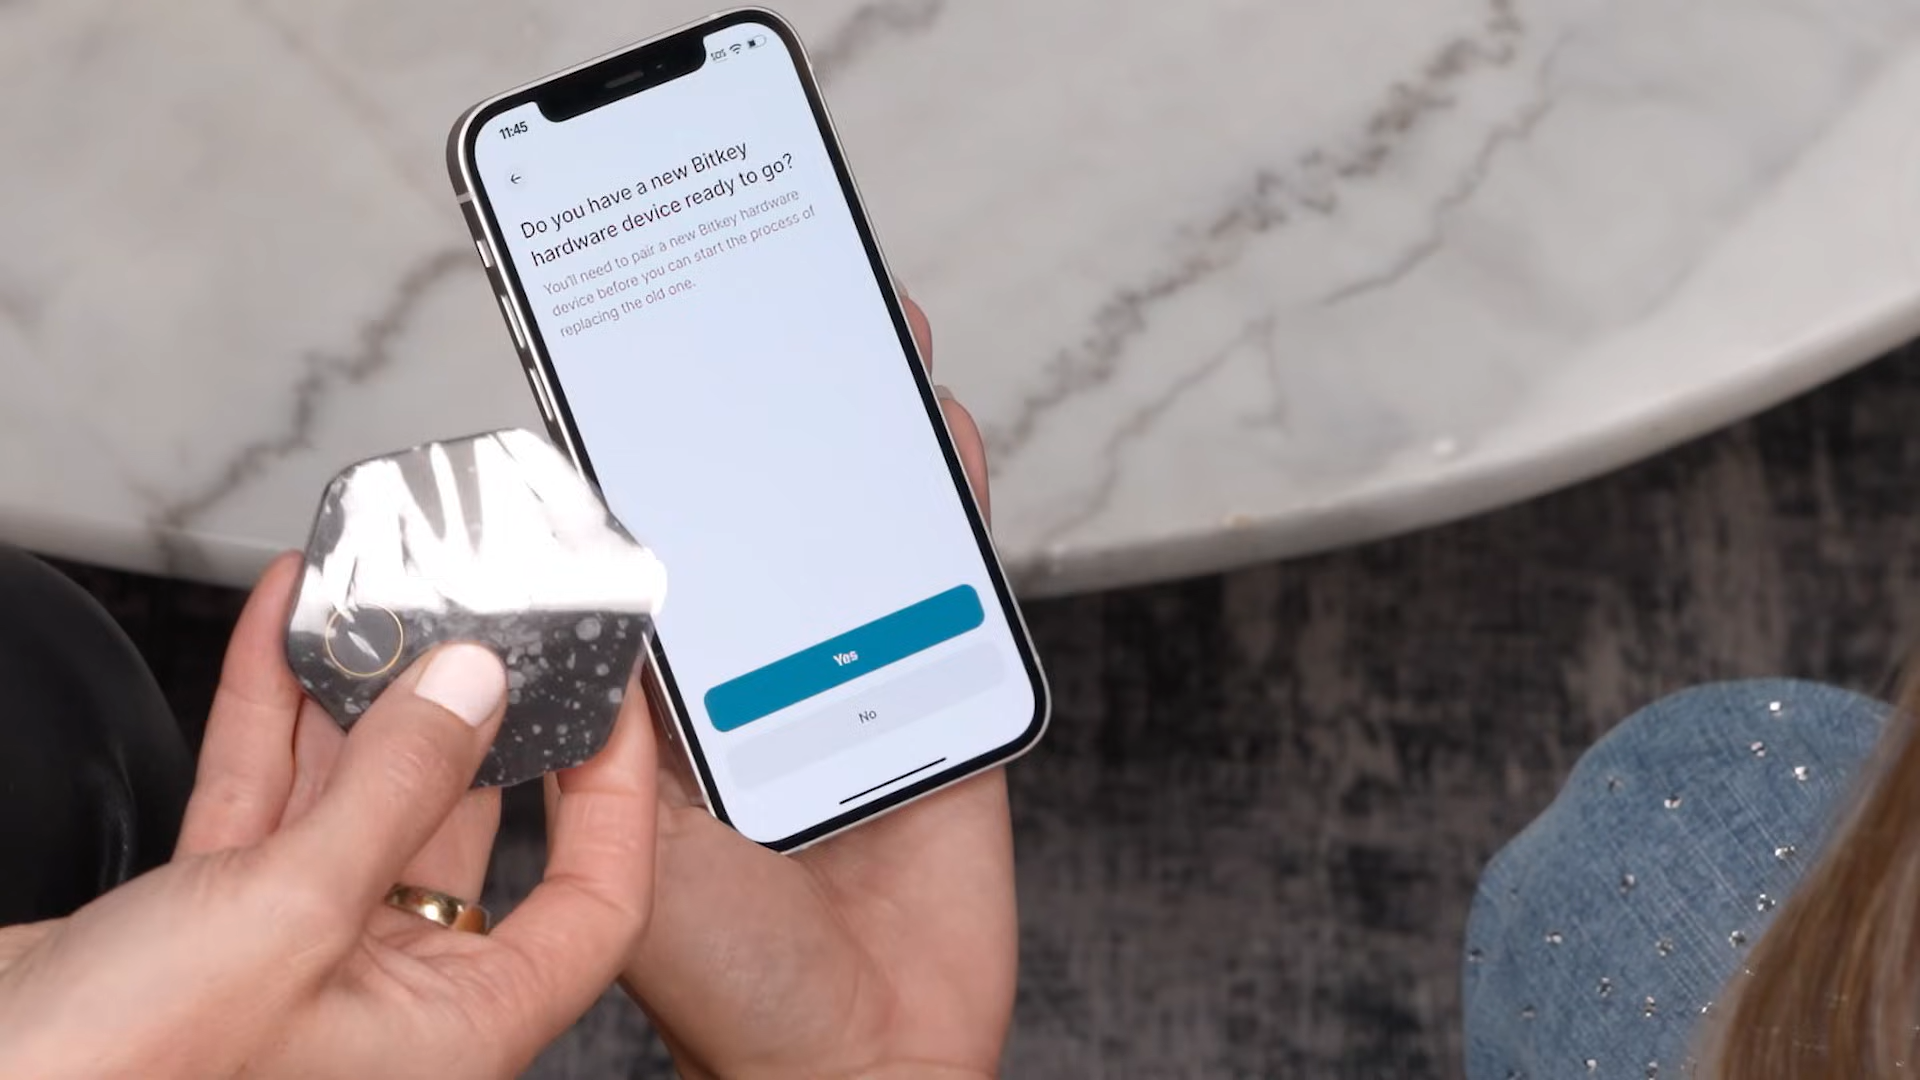 SOS
11:45
Do you have a new Bitkey
hardware device ready to go?
You'll need to pair a new Bitkey hardware
device before you can start the process of
replacing the old one.
Yes
No